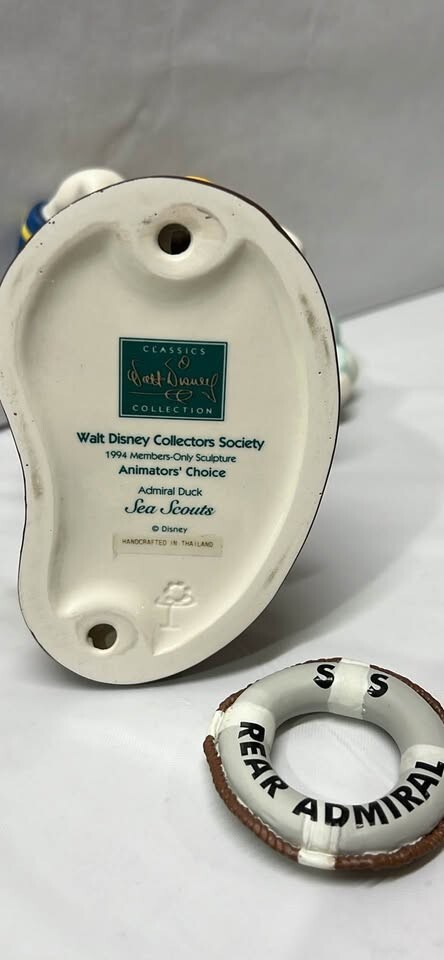 CLASSICS
Walt Disney
COLLECTION
Walt Disney Collectors Society
1994 Members-Only Sculpture
Animators' Choice
Admiral Duck
Sea Scouts
© Disney
HANDCRAFTED IN THAILAND
S S
REAR ADMIRAL